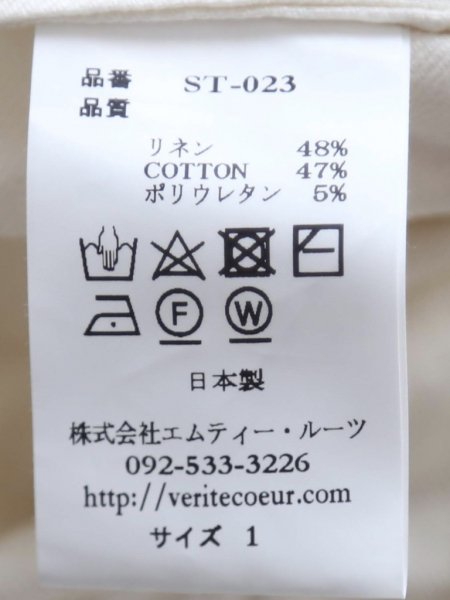 品番 ST-023
品質
リネン 48%
COTTON 47%
ポリウレタン 5%
F W
日本製
株式会社エムティー・ルーツ
092-533-3226
http://veritecoeur.com/
サイズ 1